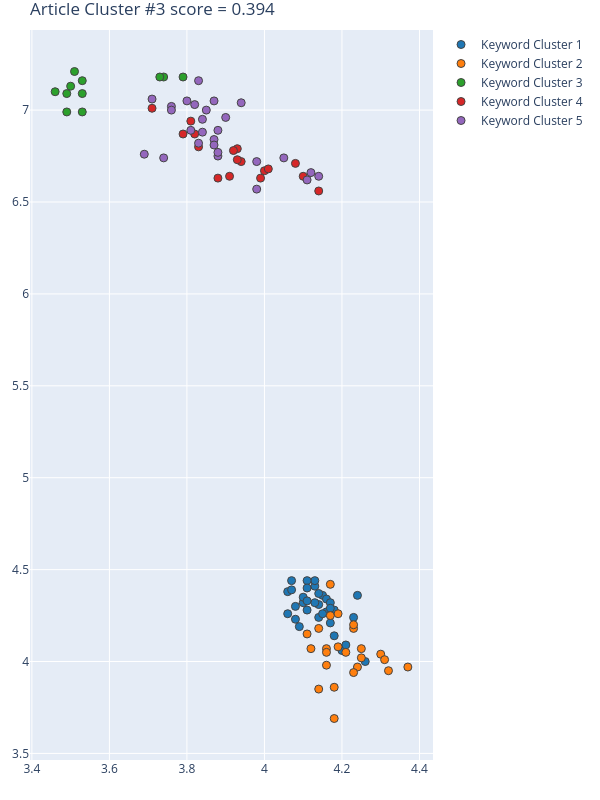 Article Cluster #3 score = 0.394
Keyword Cluster 1
Keyword Cluster 2
Keyword Cluster 3
Keyword Cluster 4
Keyword Cluster 5
7
6.5
6
5.5
5
4.5
4
3.5
3.4 3.6 3.8 4 4.2 4.4